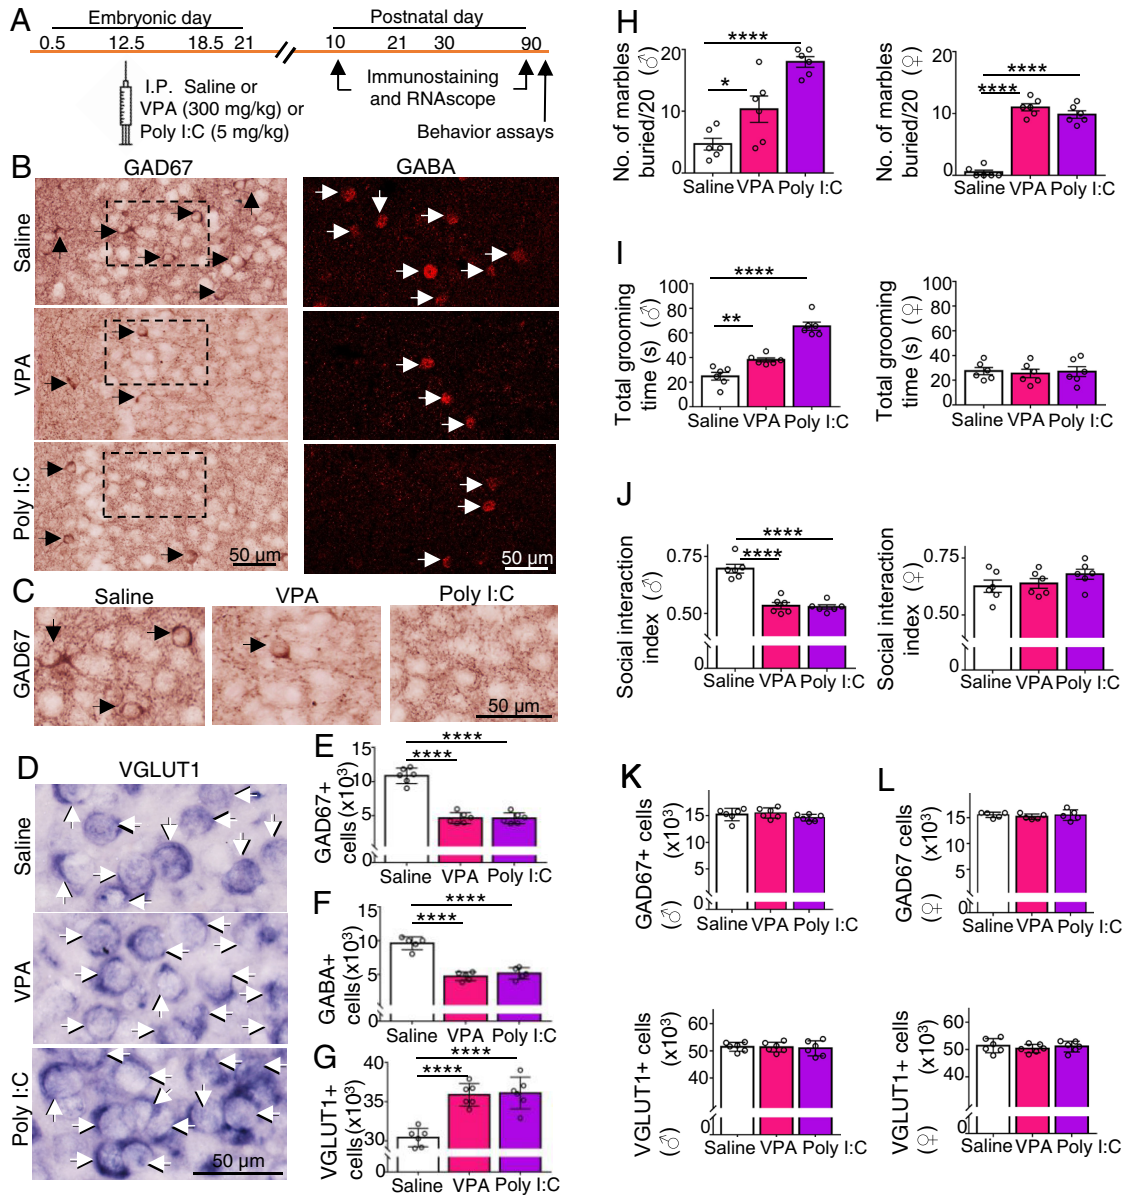 A
Embryonic day
Postnatal day
0.5 12.5 18.5 21 10 21 30 90
I.P. Saline or
VPA (300 mg/kg) or
Poly I:C (5 mg/kg)
Immunostaining
and RNAscope
Behavior assays
B
GAD67 GABA
Saline
VPA
Poly I:C
50 µm 50 µm
C
Saline VPA Poly I:C
GAD67
50 µm
D
VGLUT1
Saline
VPA
Poly I:C
50 µm
E
GAD67+
cells (x10³)
15
10
5
0
**** ****
Saline VPA Poly I:C
F
GABA+
cells (x10³)
15
10
5
0
**** ****
Saline VPA Poly I:C
G
VGLUT1+
cells (x10³)
40
35
30
0
**** ****
Saline VPA Poly I:C
H
No. of marbles
buried/20 (♂)
20
10
0
**** *
Saline VPA Poly I:C
No. of marbles
buried/20 (♀)
20
10
0
**** ****
Saline VPA Poly I:C
I
Total grooming
time (s) (♂)
100
80
60
40
20
0
**** **
Saline VPA Poly I:C
Total grooming
time (s) (♀)
100
80
60
40
20
0
Saline VPA Poly I:C
J
Social interaction
index (♂)
0.75
0.50
0
**** ****
Saline VPA Poly I:C
Social interaction
index (♀)
0.75
0.50
0
Saline VPA Poly I:C
K
GAD67+ cells
(x10³)
(♂)
20
15
10
5
0
Saline VPA Poly I:C
VGLUT1+ cells
(x10³)
(♂)
60
50
40
0
Saline VPA Poly I:C
L
GAD67 cells
(x10³)
(♀)
20
15
10
5
0
Saline VPA Poly I:C
VGLUT1+ cells
(x10³)
(♀)
60
50
40
0
Saline VPA Poly I:C